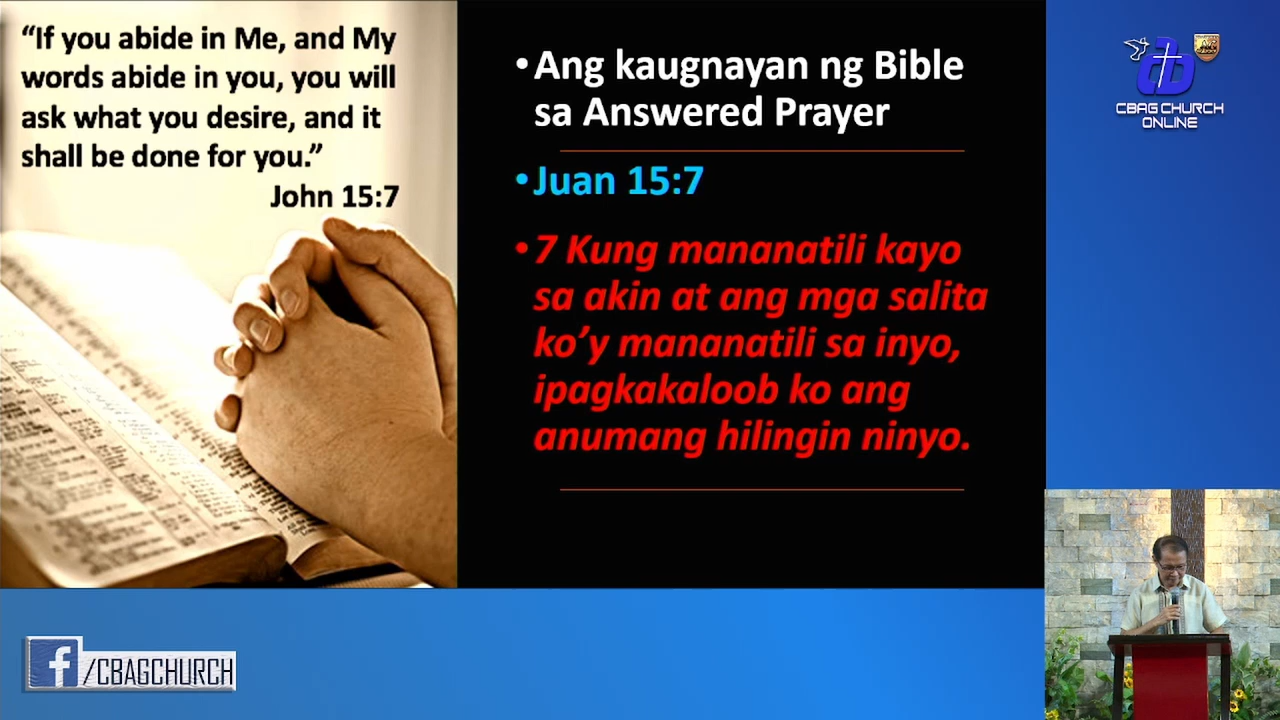 “If you abide in Me, and My
words abide in you, you will
ask what you desire, and it
shall be done for you.”
John 15:7
•Ang kaugnayan ng Bible
sa Answered Prayer
•Juan 15:7
•7 Kung mananatili kayo
sa akin at ang mga salita
ko’y mananatili sa inyo,
ipagkakaloob ko ang
anumang hilingin ninyo.
CBAG CHURCH
ONLINE
f/CBAGCHURCH